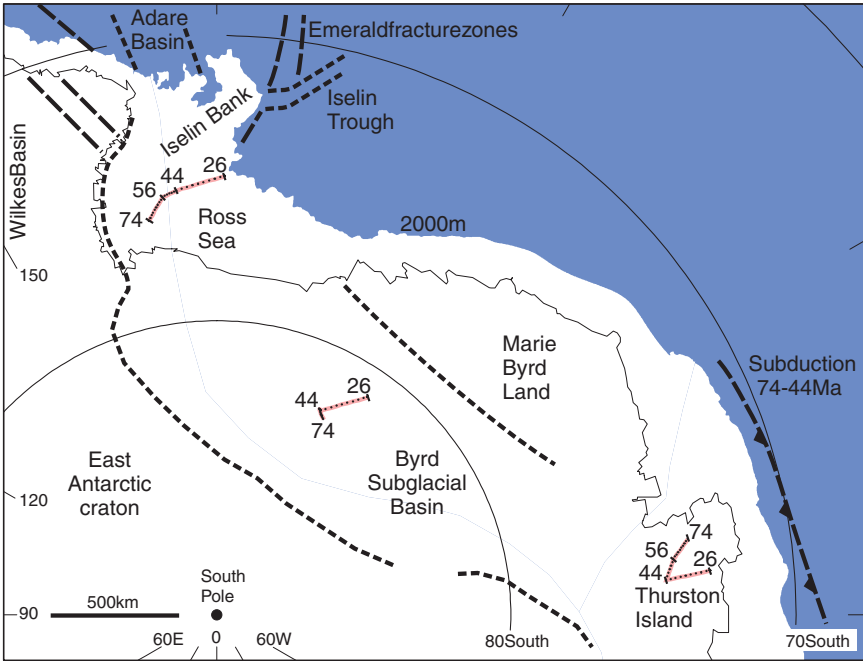 Adare
Basin
Emeraldfracturezones
Iselin Bank
Iselin
Trough
WilkesBasin
26
44
56
74
Ross
Sea
2000m
150
Marie
Byrd
Land
Subduction
74-44Ma
44
26
74
East
Antarctic
craton
Byrd
Subglacial
Basin
120
74
56
26
44
Thurston
Island
90
500km
South
Pole
60E
0
60W
80South
70South